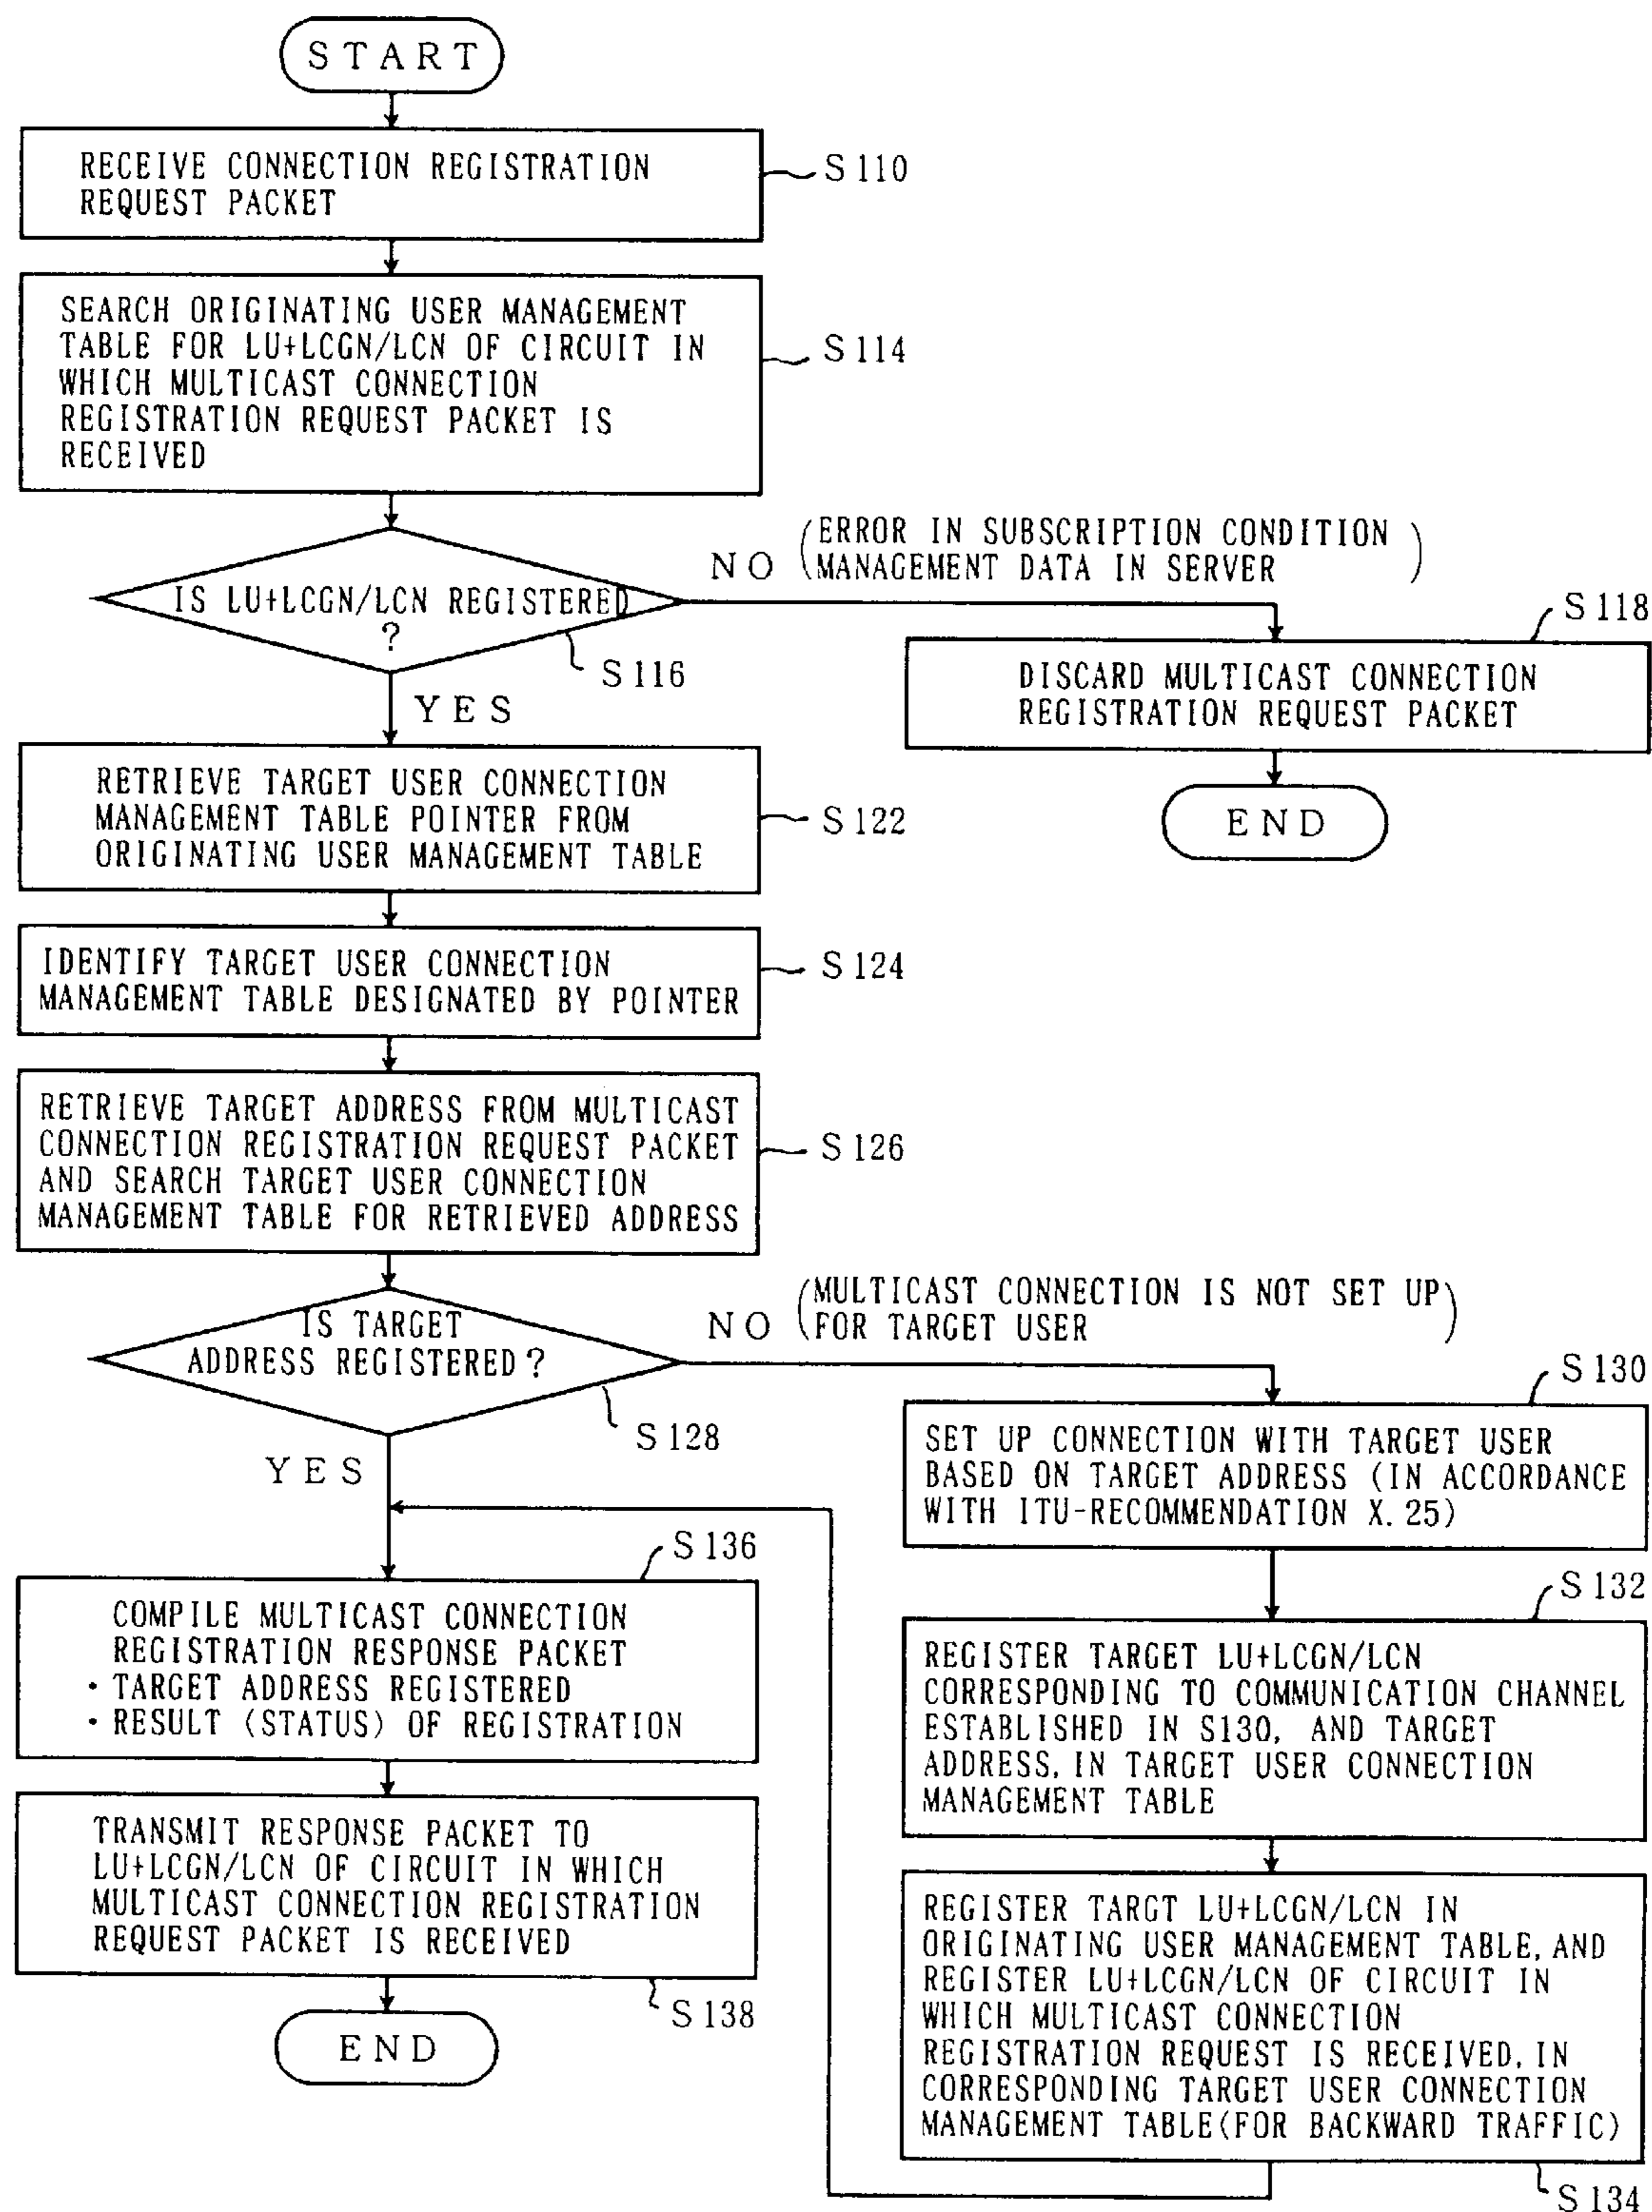 START
RECEIVE CONNECTION REGISTRATION
REQUEST PACKET
S110
SEARCH ORIGINATING USER MANAGEMENT
TABLE FOR LU+LCGN/LCN OF CIRCUIT IN
WHICH MULTICAST CONNECTION
REGISTRATION REQUEST PACKET IS
RECEIVED
S114
IS LU+LCGN/LCN REGISTERED
?
S116
NO (ERROR IN SUBSCRIPTION CONDITION
MANAGEMENT DATA IN SERVER)
S118
DISCARD MULTICAST CONNECTION
REGISTRATION REQUEST PACKET
END
YES
RETRIEVE TARGET USER CONNECTION
MANAGEMENT TABLE POINTER FROM
ORIGINATING USER MANAGEMENT TABLE
S122
IDENTIFY TARGET USER CONNECTION
MANAGEMENT TABLE DESIGNATED BY POINTER
S124
RETRIEVE TARGET ADDRESS FROM MULTICAST
CONNECTION REGISTRATION REQUEST PACKET
AND SEARCH TARGET USER CONNECTION
MANAGEMENT TABLE FOR RETRIEVED ADDRESS
S126
IS TARGET
ADDRESS REGISTERED?
S128
NO (MULTICAST CONNECTION IS NOT SET UP
FOR TARGET USER)
S130
SET UP CONNECTION WITH TARGET USER
BASED ON TARGET ADDRESS (IN ACCORDANCE
WITH ITU-RECOMMENDATION X.25)
S132
REGISTER TARGET LU+LCGN/LCN
CORRESPONDING TO COMMUNICATION CHANNEL
ESTABLISHED IN S130, AND TARGET
ADDRESS, IN TARGET USER CONNECTION
MANAGEMENT TABLE
REGISTER TARGT LU+LCGN/LCN IN
ORIGINATING USER MANAGEMENT TABLE, AND
REGISTER LU+LCGN/LCN OF CIRCUIT IN
WHICH MULTICAST CONNECTION
REGISTRATION REQUEST IS RECEIVED, IN
CORRESPONDING TARGET USER CONNECTION
MANAGEMENT TABLE(FOR BACKWARD TRAFFIC)
S134
YES
S136
COMPILE MULTICAST CONNECTION
REGISTRATION RESPONSE PACKET
・TARGET ADDRESS REGISTERED
・RESULT (STATUS) OF REGISTRATION
TRANSMIT RESPONSE PACKET TO
LU+LCGN/LCN OF CIRCUIT IN WHICH
MULTICAST CONNECTION REGISTRATION
REQUEST PACKET IS RECEIVED
S138
END